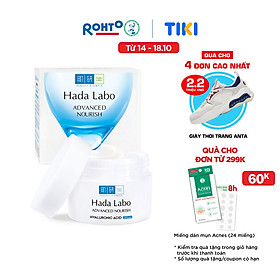 ROHTO
TIKI
Từ 14 - 18.10
QUÀ CHO
4 ĐƠN CAO NHẤT
2.2
TRIỆU
GIÀY THỜI TRANG ANTA
QUÀ CHO
ĐƠN TỪ 299K
60K
8h
ACNES
Miếng dán mụn Acnes (24 miếng)
* Kiểm tra quà tặng trong giỏ hàng
trước khi thanh toán
* Số lượng quà tặng/coupon có hạn
Hada Labo
ADVANCED
NOURISH
Hada Labo
ADVANCED NOURISH
HYALURONIC ACID